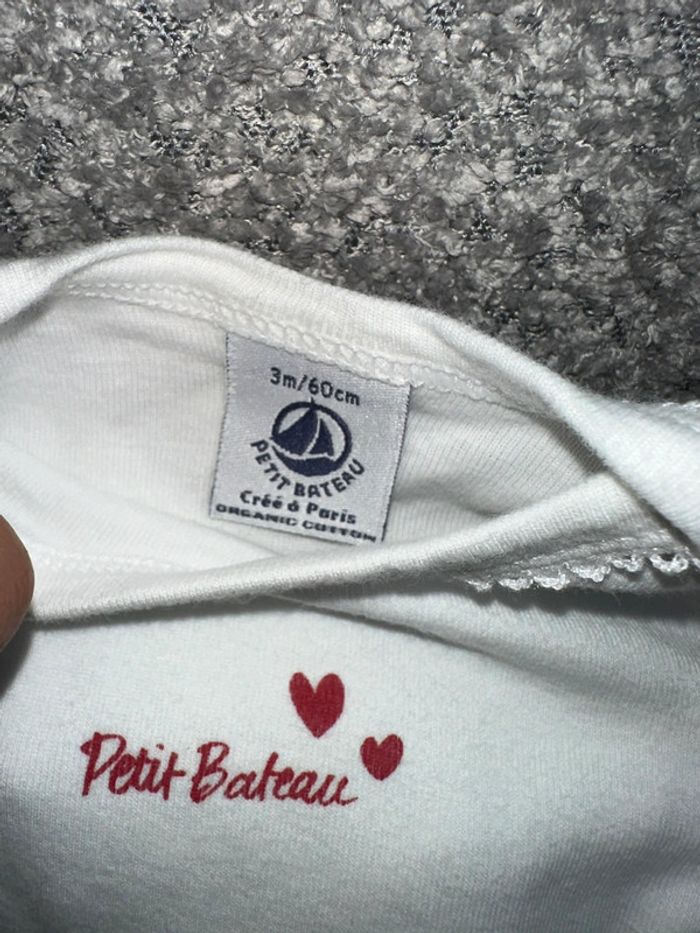 3m/60cm
PETIT BATEAU
Créé à Paris
ORGANIC COTTON
Petit Bateau